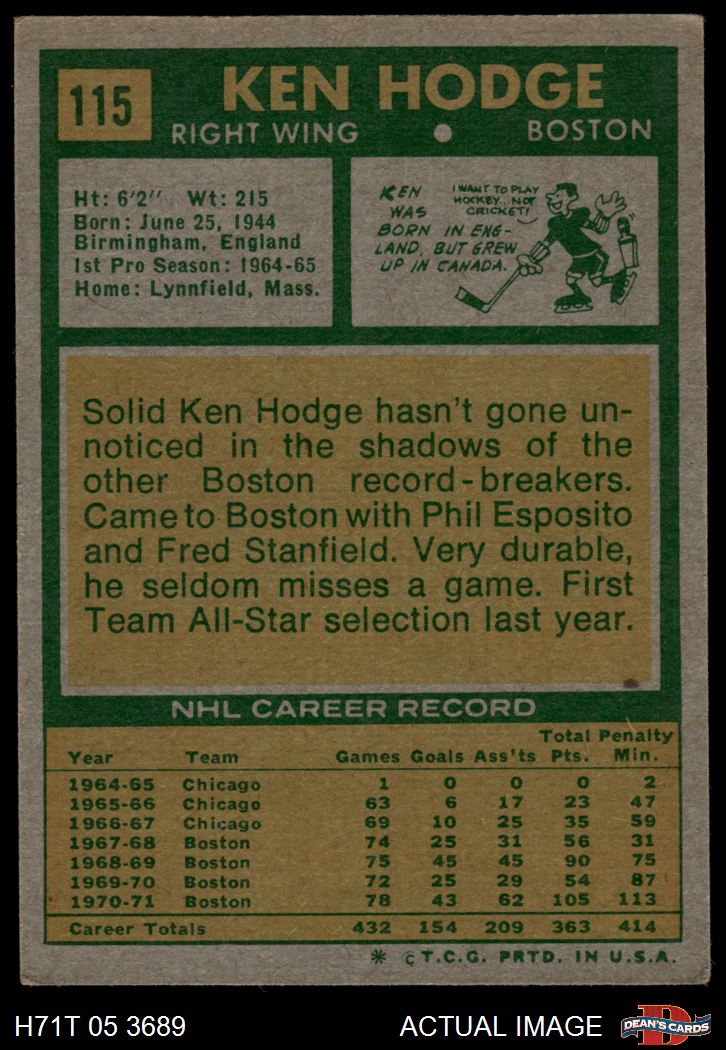 115
KEN HODGE
RIGHT WING • BOSTON
Ht: 6'2'' Wt: 215
Born: June 25, 1944
Birmingham, England
1st Pro Season: 1964-65
Home: Lynnfield, Mass.
KEN
WAS
BORN IN ENG-
LAND, BUT GREW
UP IN CANADA.
I WANT TO PLAY
HOCKEY...NOT
CRICKET!
Solid Ken Hodge hasn't gone un-
noticed in the shadows of the
other Boston record-breakers.
Came to Boston with Phil Esposito
and Fred Stanfield. Very durable,
he seldom misses a game. First
Team All-Star selection last year.
NHL CAREER RECORD
Total Penalty
Year Team Games Goals Ass'ts Pts. Min.
1964-65 Chicago 1 0 0 0 2
1965-66 Chicago 63 6 17 23 47
1966-67 Chicago 69 10 25 35 59
1967-68 Boston 74 25 31 56 31
1968-69 Boston 75 45 45 90 75
1969-70 Boston 72 25 29 54 87
1970-71 Boston 78 43 62 105 113
Career Totals 432 154 209 363 414
* © T.C.G. PRTD. IN U.S.A.
H71T 05 3689 ACTUAL IMAGE
D
DEAN'S CARDS